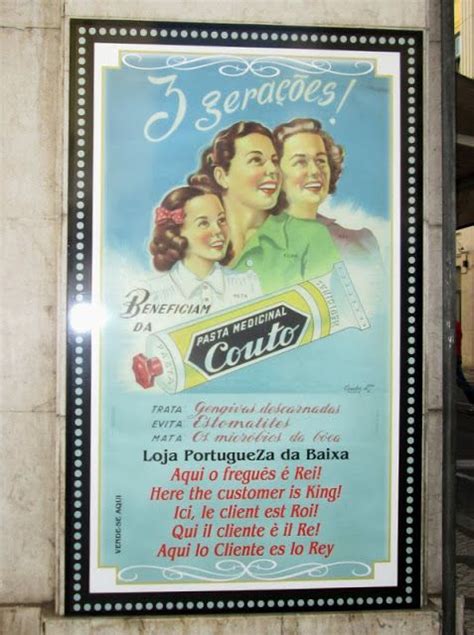 3 gerações!
NETA
FILHA
BENEFICIAM
DA
PASTA MEDICINAL
Couto
TRATA: Gengivas descarnadas
EVITA: Estomatites
MATA: Os micróbios da bôca
Loja PortugueZa da Baixa
Aqui o freguês é Rei!
Here the customer is King!
Ici, le client est Roi!
Qui il cliente è il Re!
Aqui lo Cliente es lo Rey
VENDE-SE AQUI